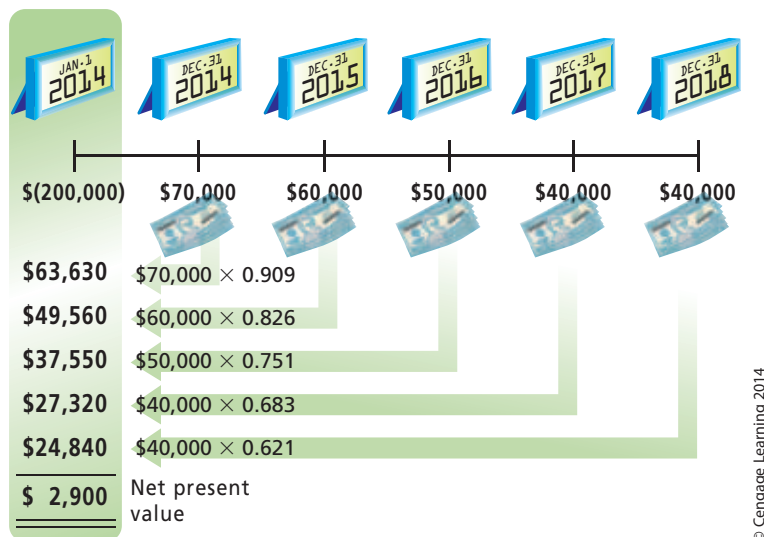 JAN.1 2014
DEC.31 2014
DEC.31 2015
DEC.31 2016
DEC.31 2017
DEC.31 2018
$(200,000) $70,000 $60,000 $50,000 $40,000 $40,000
$63,630 $70,000 × 0.909
$49,560 $60,000 × 0.826
$37,550 $50,000 × 0.751
$27,320 $40,000 × 0.683
$24,840 $40,000 × 0.621
$ 2,900 Net present
value
© Cengage Learning 2014